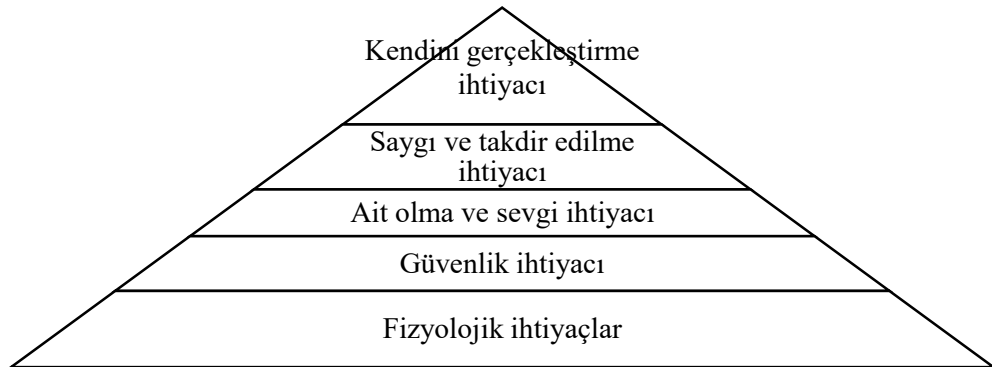 Kendini gerçekleştirme
ihtiyacı
Saygı ve takdir edilme
ihtiyacı
Ait olma ve sevgi ihtiyacı
Güvenlik ihtiyacı
Fizyolojik ihtiyaçlar